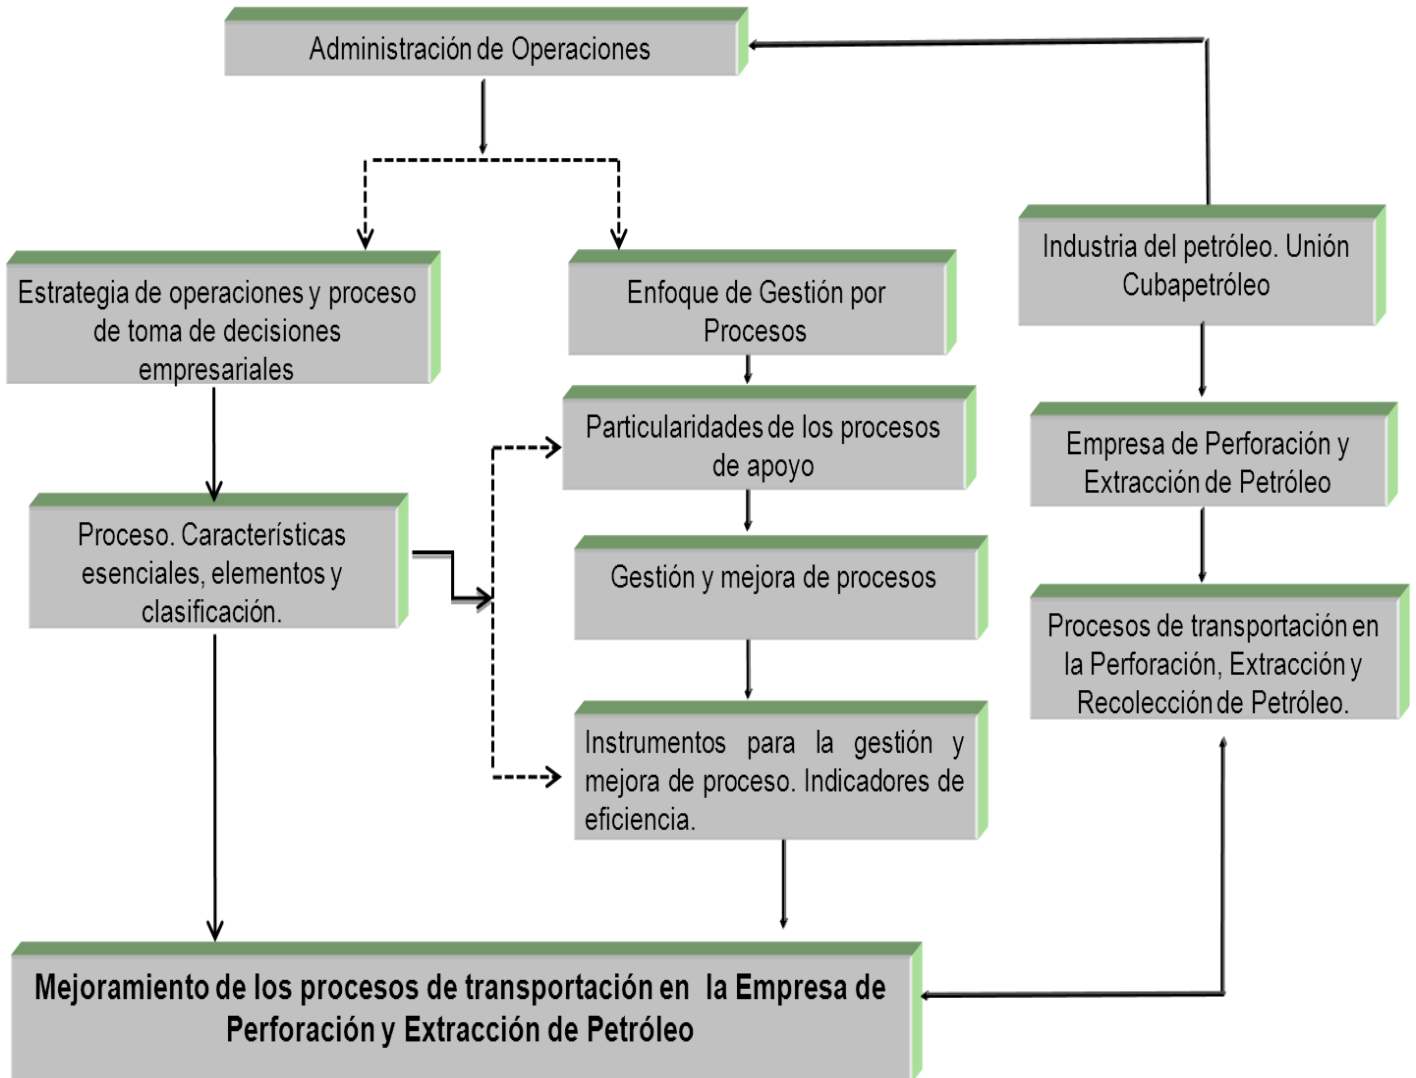 Administración de Operaciones
Industria del petróleo. Unión
Cubapetróleo
Estrategia de operaciones y proceso
de toma de decisiones
empresariales
Enfoque de Gestión por
Procesos
Particularidades de los procesos
de apoyo
Empresa de Perforación y
Extracción de Petróleo
Proceso. Características
esenciales, elementos y
clasificación.
Gestión y mejora de procesos
Procesos de transportación en
la Perforación, Extracción y
Recolección de Petróleo.
Instrumentos para la gestión y
mejora de proceso. Indicadores de
eficiencia.
Mejoramiento de los procesos de transportación en la Empresa de
Perforación y Extracción de Petróleo